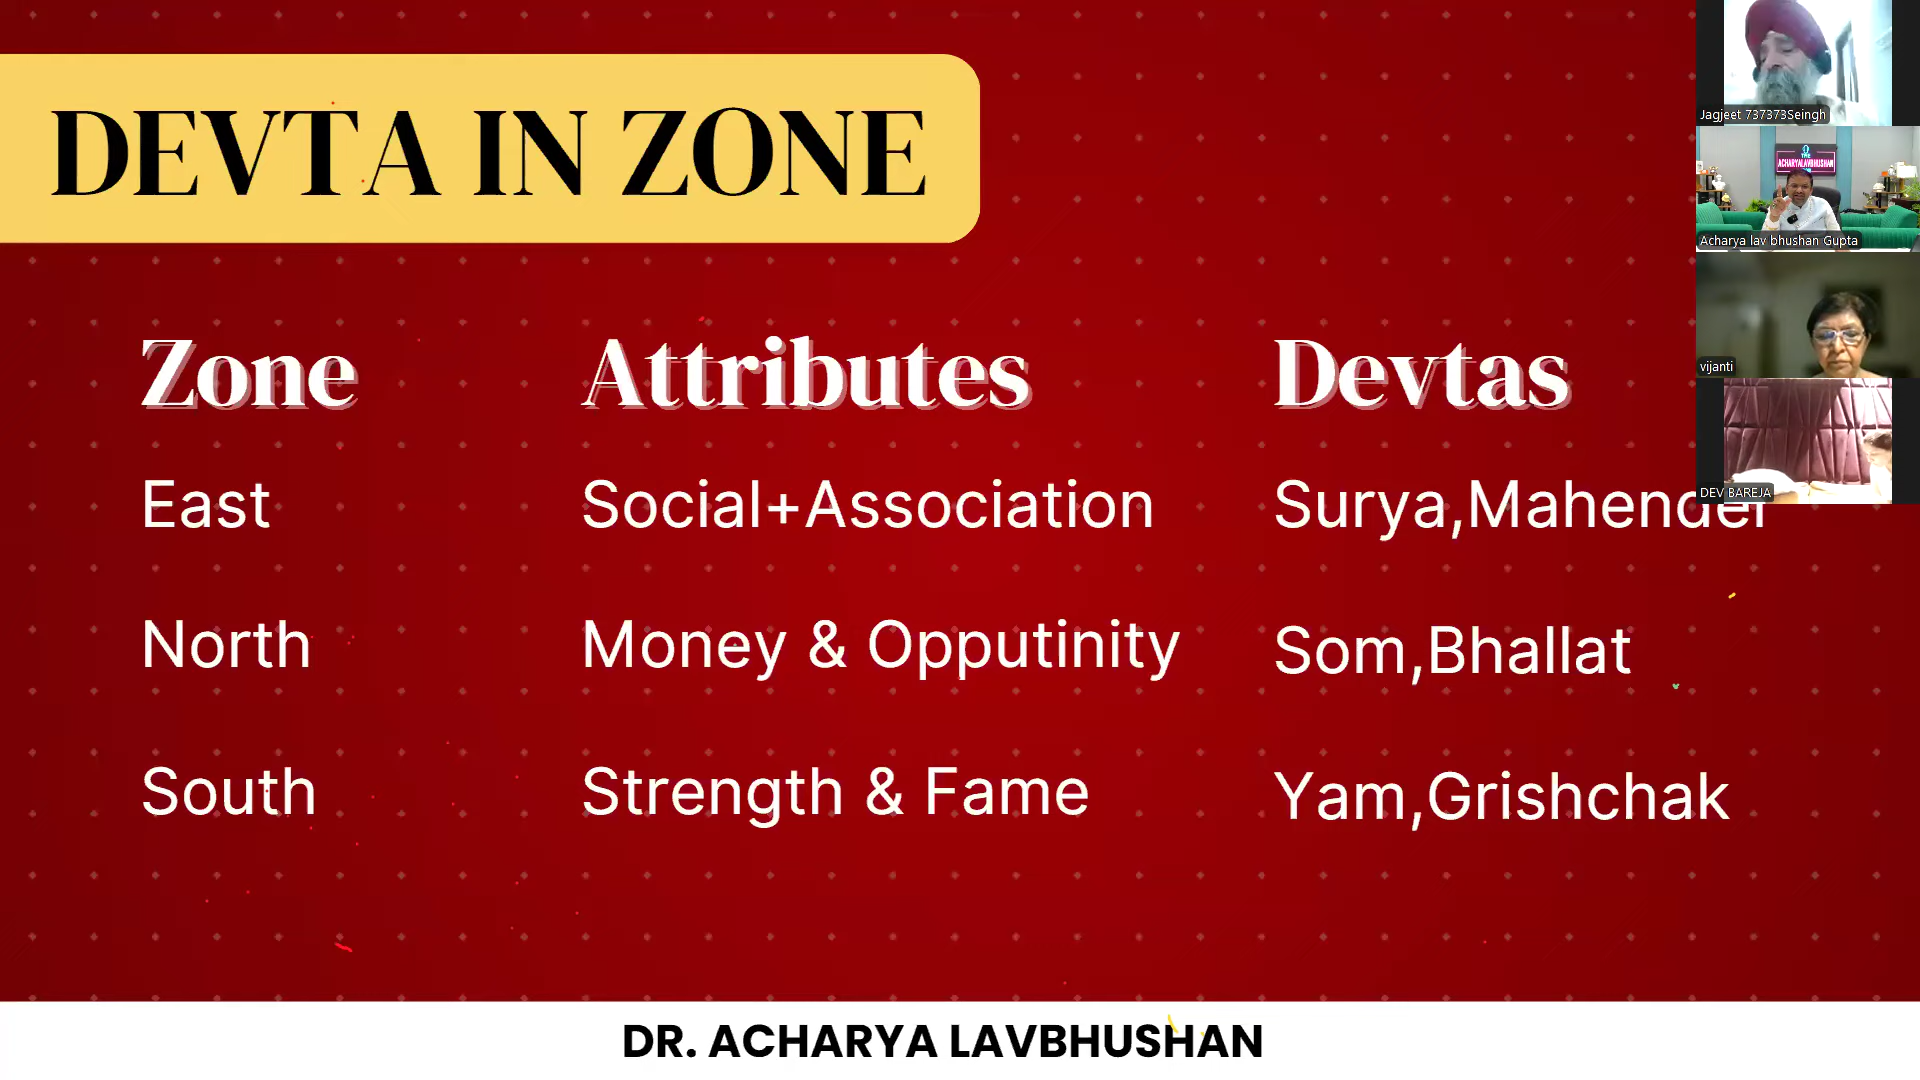 DEVTA IN ZONE
Zone Attributes Devtas
East Social+Association Surya,Mahender
North Money & Opputinity Som,Bhallat
South Strength & Fame Yam,Grishchak
DR. ACHARYA LAVBHUSHAN
Jagjeet 737373Seingh
ACHARYALAVBHUSHAN
Acharya lav bhushan Gupta
vijanti
DEV BAREJA